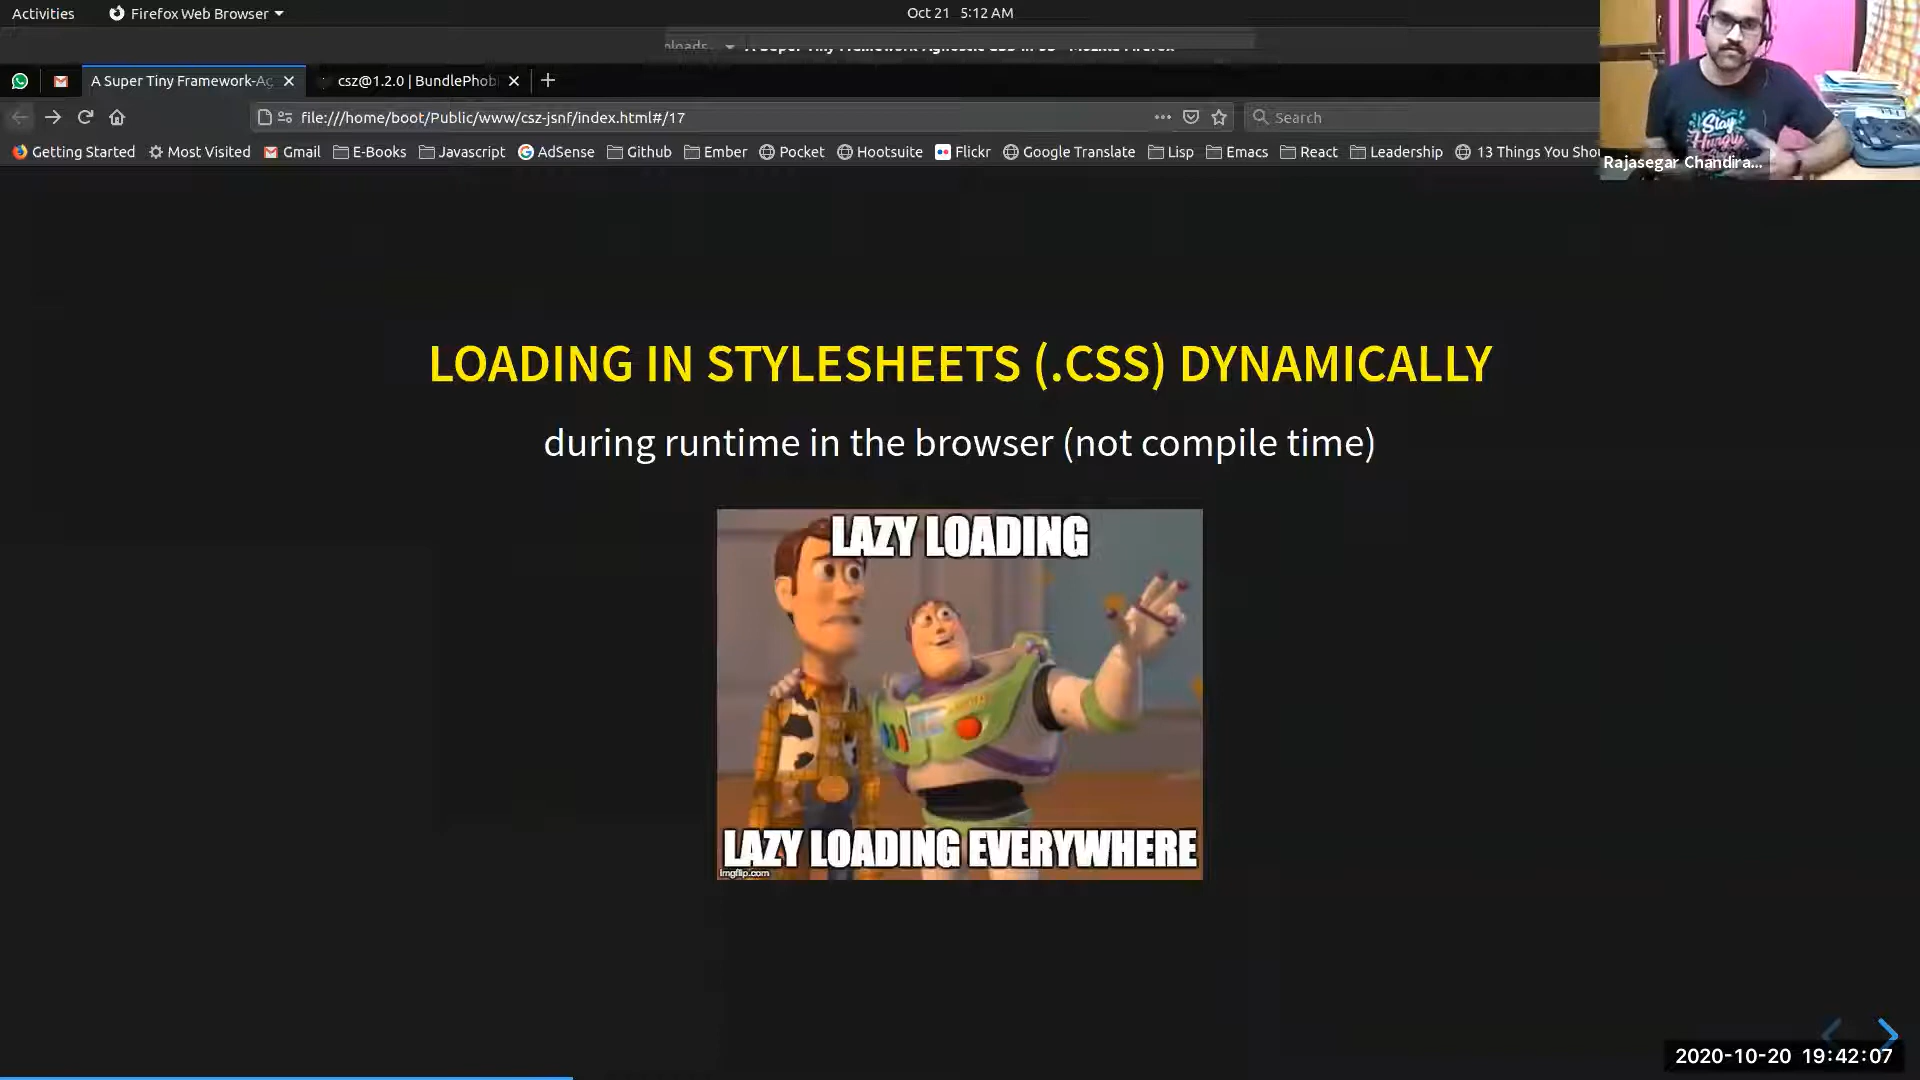 Activities
Firefox Web Browser
Oct 21 5:12 AM
A Super Tiny Framework-Ag
csz@1.2.0 | BundlePhob
file:///home/boot/Public/www/csz-jsnf/index.html#/17
Search
Getting Started
Most Visited
Gmail
E-Books
Javascript
AdSense
Github
Ember
Pocket
Hootsuite
Flickr
Google Translate
Lisp
Emacs
React
Leadership
13 Things You Shou
Stay
Hungry
Rajasegar Chandira...
LOADING IN STYLESHEETS (.CSS) DYNAMICALLY
during runtime in the browser (not compile time)
LAZY LOADING
LAZY LOADING EVERYWHERE
imgflip.com
2020-10-20 19:42:07